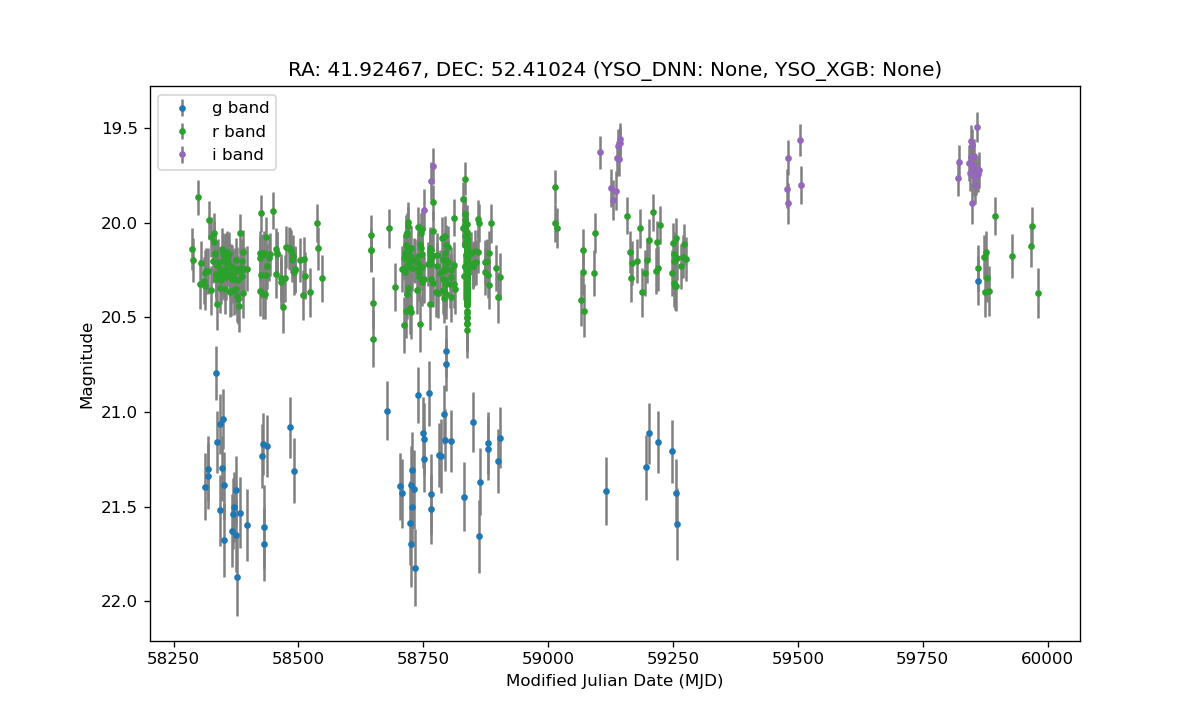 RA: 41.92467, DEC: 52.41024 (YSO_DNN: None, YSO_XGB: None)
g band
r band
i band
19.5
20.0
20.5
21.0
21.5
22.0
Magnitude
58250 58500 58750 59000 59250 59500 59750 60000
Modified Julian Date (MJD)